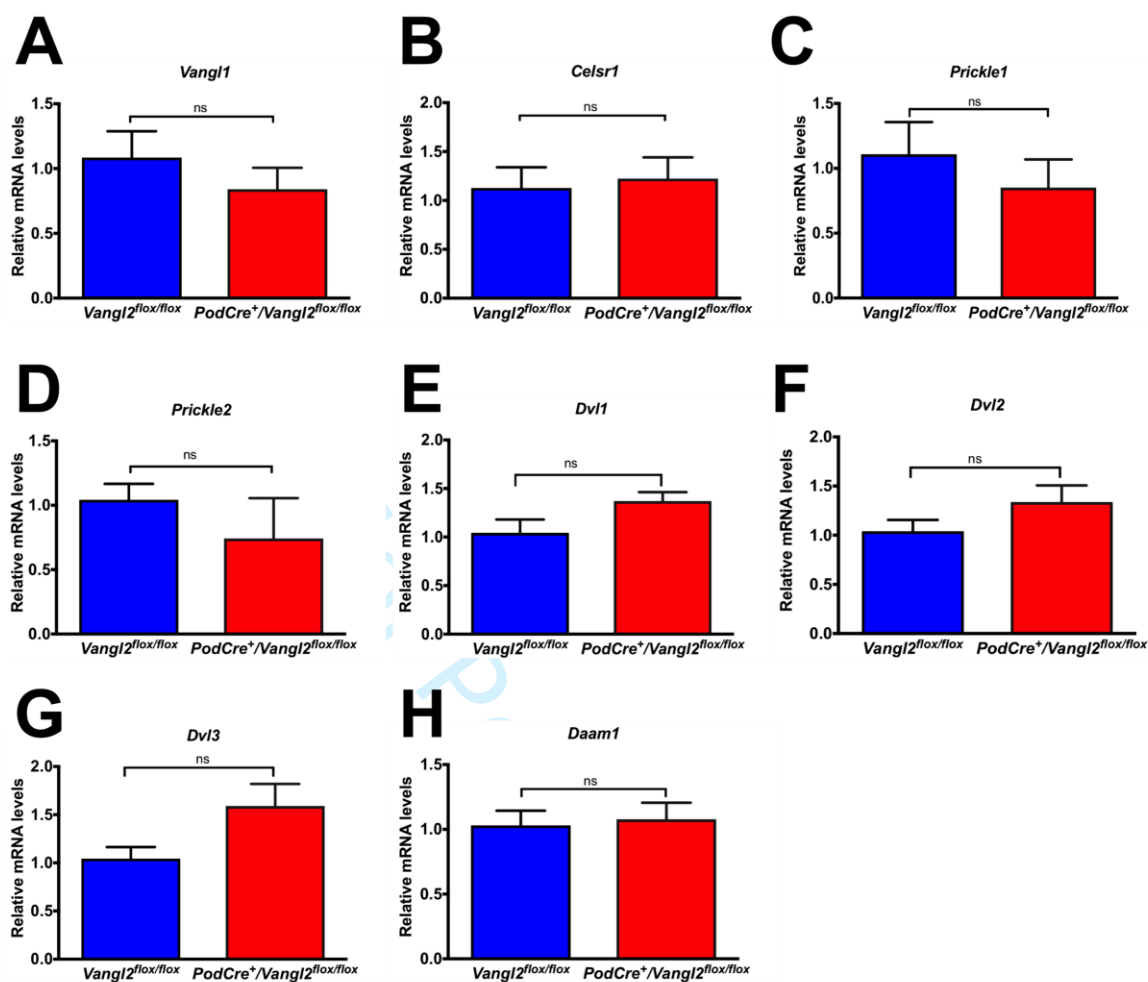 A
Vangl1
Relative mRNA levels
1.5
1.0
0.5
0.0
ns
Vangl2flox/flox
PodCre+/Vangl2flox/flox
B
Celsr1
Relative mRNA levels
2.0
1.5
1.0
0.5
0.0
ns
Vangl2flox/flox
PodCre+/Vangl2flox/flox
C
Prickle1
Relative mRNA levels
1.5
1.0
0.5
0.0
ns
Vangl2flox/flox
PodCre+/Vangl2flox/flox
D
Prickle2
Relative mRNA levels
1.5
1.0
0.5
0.0
ns
Vangl2flox/flox
PodCre+/Vangl2flox/flox
E
Dvl1
Relative mRNA levels
2.0
1.5
1.0
0.5
0.0
ns
Vangl2flox/flox
PodCre+/Vangl2flox/flox
F
Dvl2
Relative mRNA levels
2.0
1.5
1.0
0.5
0.0
ns
Vangl2flox/flox
PodCre+/Vangl2flox/flox
G
Dvl3
Relative mRNA levels
2.0
1.5
1.0
0.5
0.0
ns
Vangl2flox/flox
PodCre+/Vangl2flox/flox
H
Daam1
Relative mRNA levels
1.5
1.0
0.5
0.0
ns
Vangl2flox/flox
PodCre+/Vangl2flox/flox